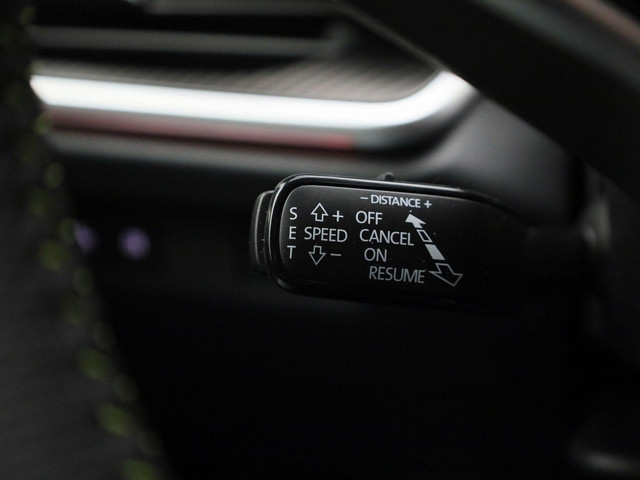 − DISTANCE +
S + OFF
E SPEED CANCEL
T − ON
RESUME